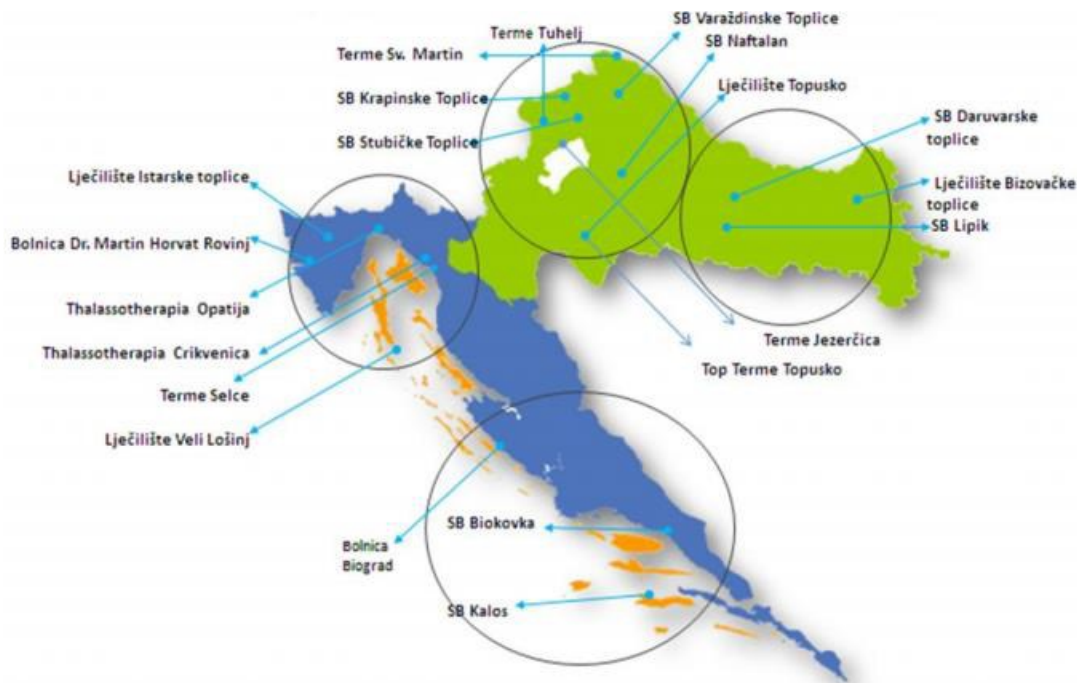 SB Varaždinske Toplice
Terme Tuhelj
SB Naftalan
Terme Sv. Martin
Lječilište Topusko
SB Krapinske Toplice
SB Daruvarske
toplice
SB Stubičke Toplice
Lječilište Istarske toplice
Lječilište Bizovačke
toplice
SB Lipik
Bolnica Dr. Martin Horvat Rovinj
Thalassotherapia Opatija
Terme Jezerčica
Thalassotherapia Crikvenica
Top Terme Topusko
Terme Selce
Lječilište Veli Lošinj
SB Biokovka
Bolnica
Biograd
SB Kalos